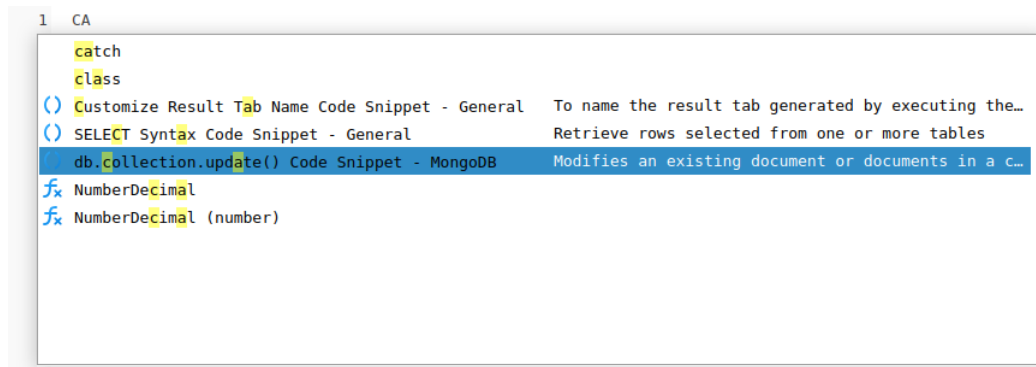 1 CA
catch
class
() Customize Result Tab Name Code Snippet - General To name the result tab generated by executing the…
() SELECT Syntax Code Snippet - General Retrieve rows selected from one or more tables
() db.collection.update() Code Snippet - MongoDB Modifies an existing document or documents in a c…
fx NumberDecimal
fx NumberDecimal (number)